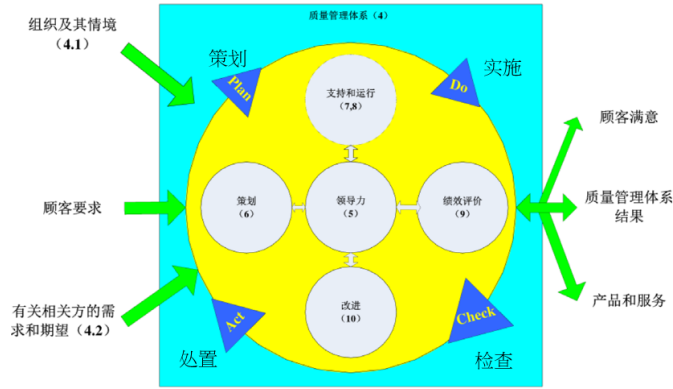 质量管理体系（4）
组织及其情境
（4.1）
策划
Plan
实施
Do
支持和运行
（7,8）
顾客满意
顾客要求
策划
（6）
领导力
（5）
绩效评价
（9）
质量管理体系
结果
有关相关方的需
求和期望（4.2）
改进
（10）
产品和服务
Act
处置
Check
检查